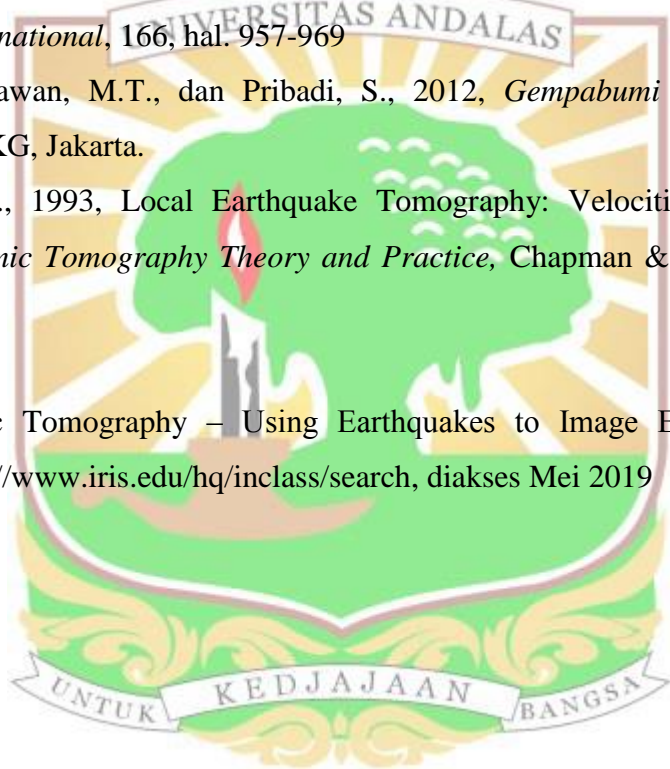 UNIVERSITAS ANDALAS
national, 166, hal. 957-969
awan, M.T., dan Pribadi, S., 2012, Gempabumi
KG, Jakarta.
., 1993, Local Earthquake Tomography: Velociti
nic Tomography Theory and Practice, Chapman &
c Tomography – Using Earthquakes to Image E
//www.iris.edu/hq/inclass/search, diakses Mei 2019
UNTUK KEDJAJAAN BANGSA